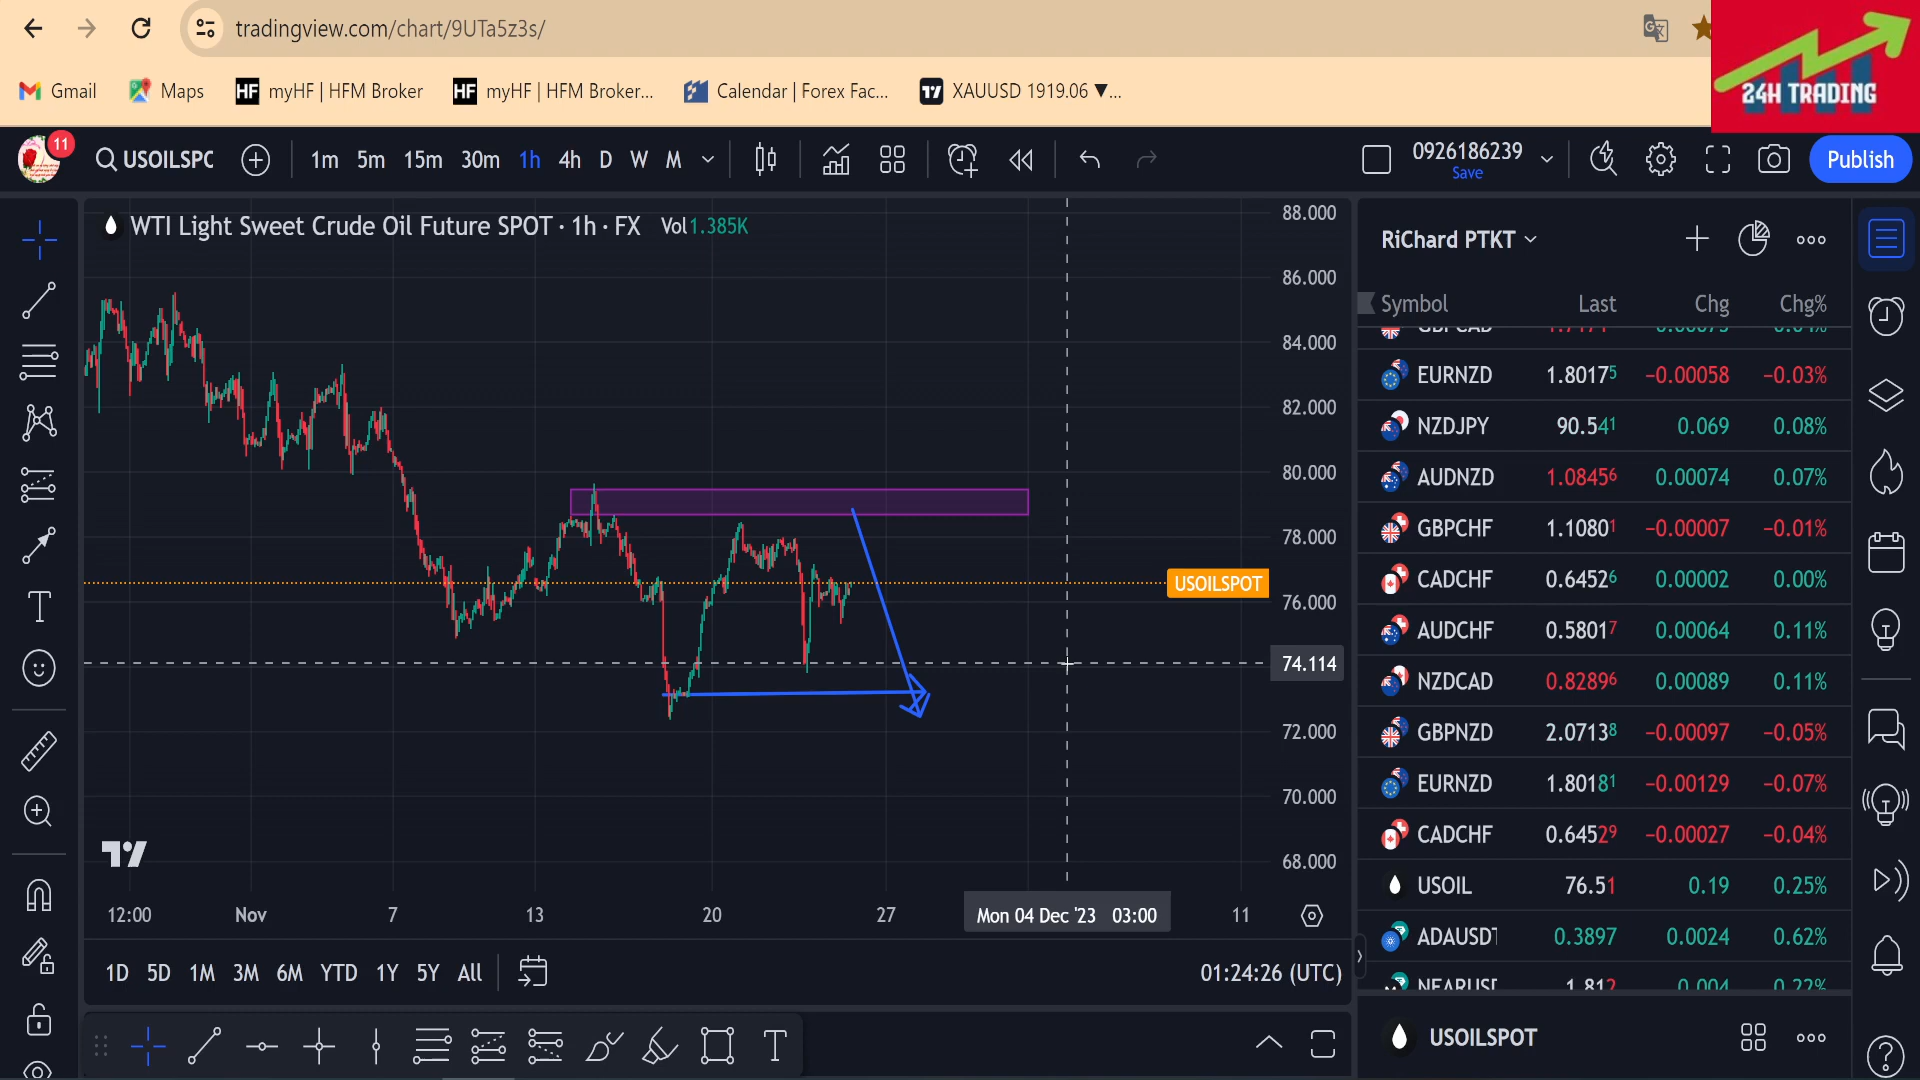 tradingview.com/chart/9UTa5z3s/
Gmail
Maps
HF myHF | HFM Broker
HF myHF | HFM Broker...
Calendar | Forex Fac...
XAUUSD 1919.06 ▼...
24H TRADING
11
USOILSPC
1m 5m 15m 30m 1h 4h D W M
0926186239
Save
Publish
WTI Light Sweet Crude Oil Future SPOT · 1h · FX Vol1.385K
88.000
86.000
84.000
82.000
80.000
78.000
USOILSPOT
76.000
74.114
72.000
70.000
68.000
12:00 Nov 7 13 20 27 Mon 04 Dec '23 03:00 11
1D 5D 1M 3M 6M YTD 1Y 5Y All
01:24:26 (UTC)
RiChard PTKT
Symbol Last Chg Chg%
EURNZD 1.80175 −0.00058 −0.03%
NZDJPY 90.541 0.069 0.08%
AUDNZD 1.08456 0.00074 0.07%
GBPCHF 1.10801 −0.00007 −0.01%
CADCHF 0.64526 0.00002 0.00%
AUDCHF 0.58017 0.00064 0.11%
NZDCAD 0.82896 0.00089 0.11%
GBPNZD 2.07138 −0.00097 −0.05%
EURNZD 1.80181 −0.00129 −0.07%
CADCHF 0.64529 −0.00027 −0.04%
USOIL 76.51 0.19 0.25%
ADAUSDT 0.3897 0.0024 0.62%
USOILSPOT